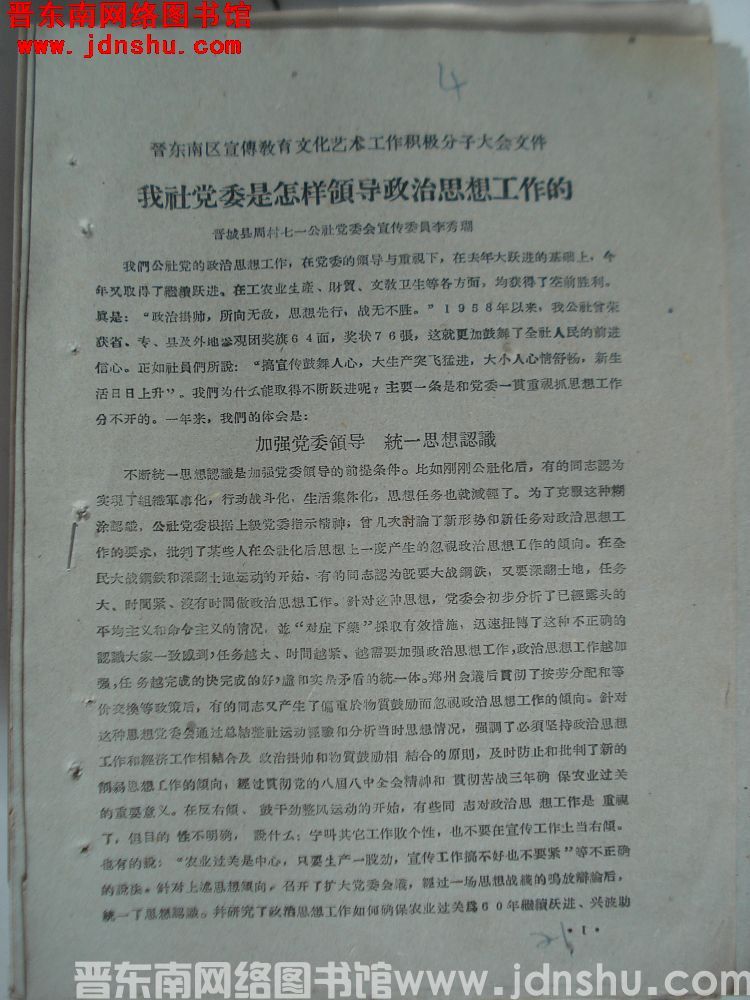 晋东南网络图书馆
www.jdnshu.com
4
晋东南区宣傳敎育文化艺术工作积极分子大会文件
我社党委是怎样領导政治思想工作的
晋城县周村七一公社党委会宣传委員李秀瑚
我們公社党的政治思想工作，在党委的領导与重視下，在去年大跃进的基础上，今
年又取得了繼續跃进、在工农业生產、財貿、文敎卫生等各方面，均获得了空前胜利。
眞是：“政治掛帅，所向无敌，思想先行，战无不胜。”1958年以来，我公社曾荣
获省、专、县及外地参观团奖旗64面，奖状76張，这就更加鼓舞了全社人民的前进
信心。正如社員們所說：“搞宣传鼓舞人心，大生产突飞猛进，大小人心情舒畅，新生
活日日上升”。我們为什么能取得不断跃进呢？主要一条是和党委一貫重視抓思想工作
分不开的。一年来，我們的体会是：
加强党委領导　統一思想認識
不断統一思想認識是加强党委領导的前提条件。比如刚刚公社化后，有的同志認为
实現了組織軍事化，行动战斗化，生活集体化，思想任务也就减輕了。为了克服这种糊
涂認識，公社党委根据上級党委指示精神，曾几次討論了新形势和新任务对政治思想工
作的要求，批判了某些人在公社化后思想上一度产生的忽视政治思想工作的傾向。在全
民大战鋼鉄和深翻土地运动的开始，有的同志認为旣要大战鋼鉄，又要深翻土地，任务
大、时間紧、沒有时間做政治思想工作。針对这种思想，党委会初步分析了已經露头的
平均主义和命令主义的情况，並“对症下藥”採取有效措施，迅速扭轉了这种不正确的
認識大家一致感到，任务越大、时間越紧、越需要加强政治思想工作，政治思想工作越加
强，任务越完成的快完成的好，虛和实是矛盾的統一体。郑州会議后貫彻了按劳分配和等
价交換等政策后，有的同志又产生了偏重於物質鼓励而忽視政治思想工作的傾向。針对
这种思想党委会通过总結整社运动經驗和分析当时思想情况，强調了必須坚持政治思想
工作和經济工作相結合及 政治掛帅和物質鼓励相 結合的原則，及时防止和批判了新的
輕易思想工作的傾向，經过貫彻党的八屆八中全会精神和 貫彻苦战三年确 保农业过关
的重要意义。在反右傾、鼓干劲整风运动的开始，有些同 志对政治思 想工作是 重视
了，但目的 性不明确， 說什么：宁叫其它工作敗个性，也不要在宣传工作上当右傾。
也有的說：“农业过关是中心，只要生产一股劲，宣传工作搞不好也不要紧”等不正确
的說法。針对上述思想傾向，召开了扩大党委会議，經过一场思想战綫的鳴放辯論后，
統一了思想認識。并研究了政治思想工作如何确保农业过关爲60年繼續跃进、兴波助
·1·
晋东南网络图书馆www.jdnshu.com